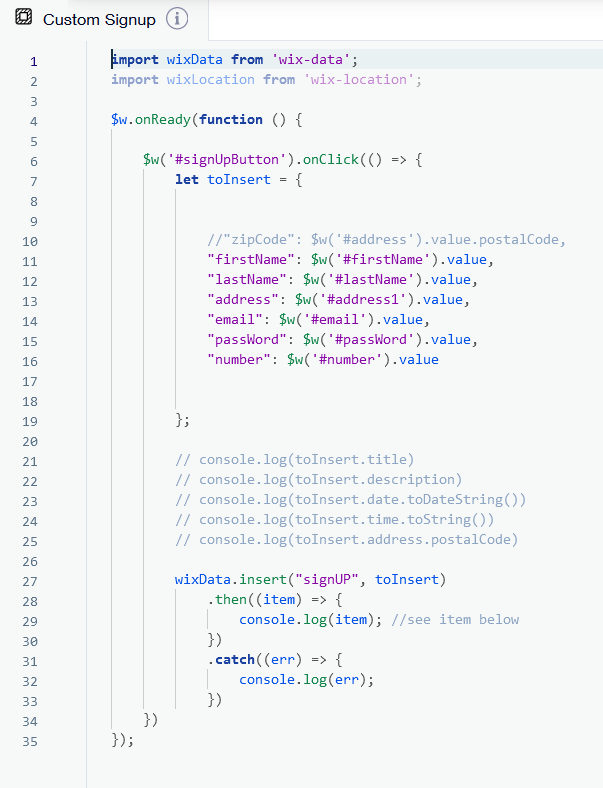 Custom Signup i
1 import wixData from 'wix-data';
2 import wixLocation from 'wix-location';
3
4 $w.onReady(function () {
5
6 $w('#signUpButton').onClick(() => {
7 let toInsert = {
8
9
10 //"zipCode": $w('#address').value.postalCode,
11 "firstName": $w('#firstName').value,
12 "lastName": $w('#lastName').value,
13 "address": $w('#address1').value,
14 "email": $w('#email').value,
15 "passWord": $w('#passWord').value,
16 "number": $w('#number').value
17
18
19 };
20
21 // console.log(toInsert.title)
22 // console.log(toInsert.description)
23 // console.log(toInsert.date.toDateString())
24 // console.log(toInsert.time.toString())
25 // console.log(toInsert.address.postalCode)
26
27 wixData.insert("signUP", toInsert)
28 .then((item) => {
29 console.log(item); //see item below
30 })
31 .catch((err) => {
32 console.log(err);
33 })
34 })
35 });